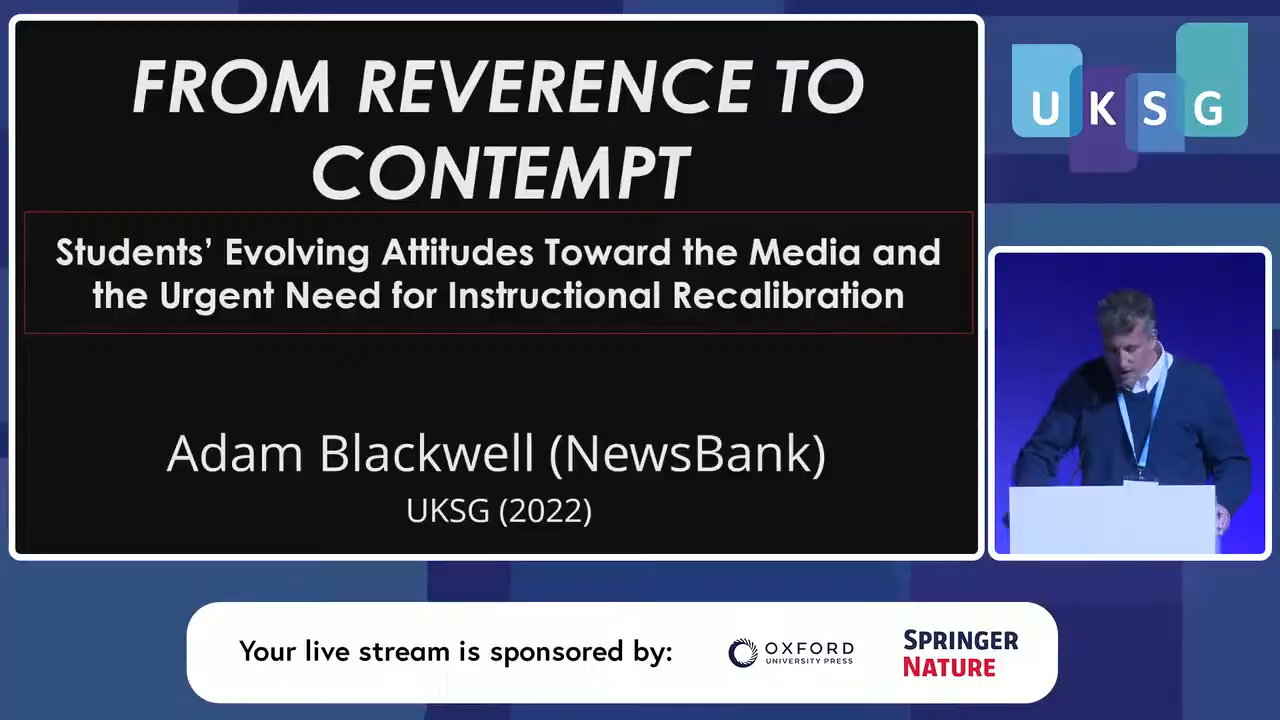 FROM REVERENCE TO
CONTEMPT
Students’ Evolving Attitudes Toward the Media and
the Urgent Need for Instructional Recalibration
Adam Blackwell (NewsBank)
UKSG (2022)
UKSG
Your live stream is sponsored by:
OXFORD
UNIVERSITY PRESS
SPRINGER
NATURE